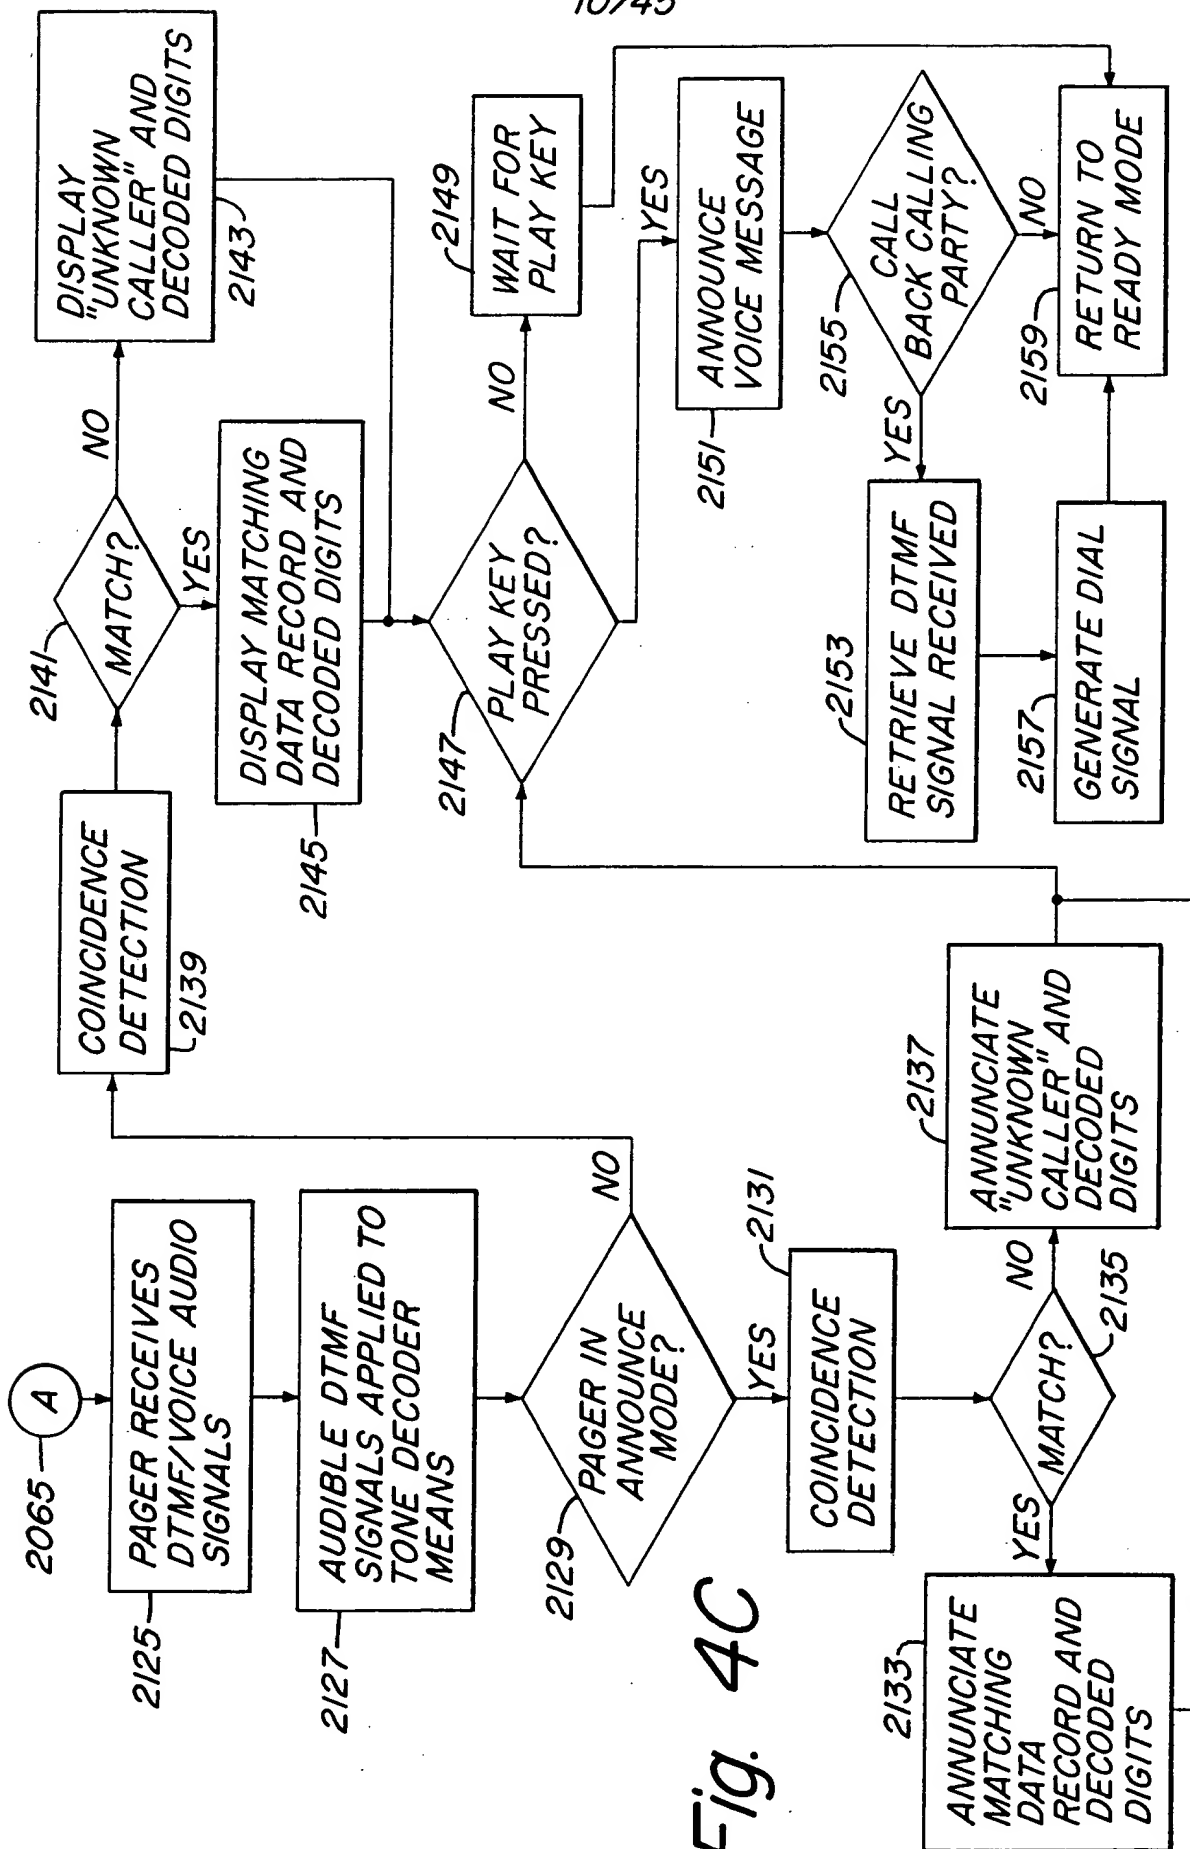 10/45
A
2065
PAGER RECEIVES
DTMF/VOICE AUDIO
SIGNALS
2125
AUDIBLE DTMF
SIGNALS APPLIED TO
TONE DECODER
MEANS
2127
PAGER IN
ANNOUNCE
MODE?
2129
NO
YES
COINCIDENCE
DETECTION
2131
MATCH?
2135
YES
NO
ANNUNCIATE
MATCHING
DATA
RECORD AND
DECODED
DIGITS
2133
ANNUNCIATE
"UNKNOWN
CALLER" AND
DECODED
DIGITS
2137
COINCIDENCE
DETECTION
2139
MATCH?
2141
NO
YES
DISPLAY
"UNKNOWN
CALLER" AND
DECODED DIGITS
2143
DISPLAY MATCHING
DATA RECORD AND
DECODED DIGITS
2145
PLAY KEY
PRESSED?
2147
NO
YES
WAIT FOR
PLAY KEY
2149
ANNOUNCE
VOICE MESSAGE
2151
CALL
BACK CALLING
PARTY?
2155
YES
NO
RETRIEVE DTMF
SIGNAL RECEIVED
2153
GENERATE DIAL
SIGNAL
2157
RETURN TO
READY MODE
2159
Fig. 4C